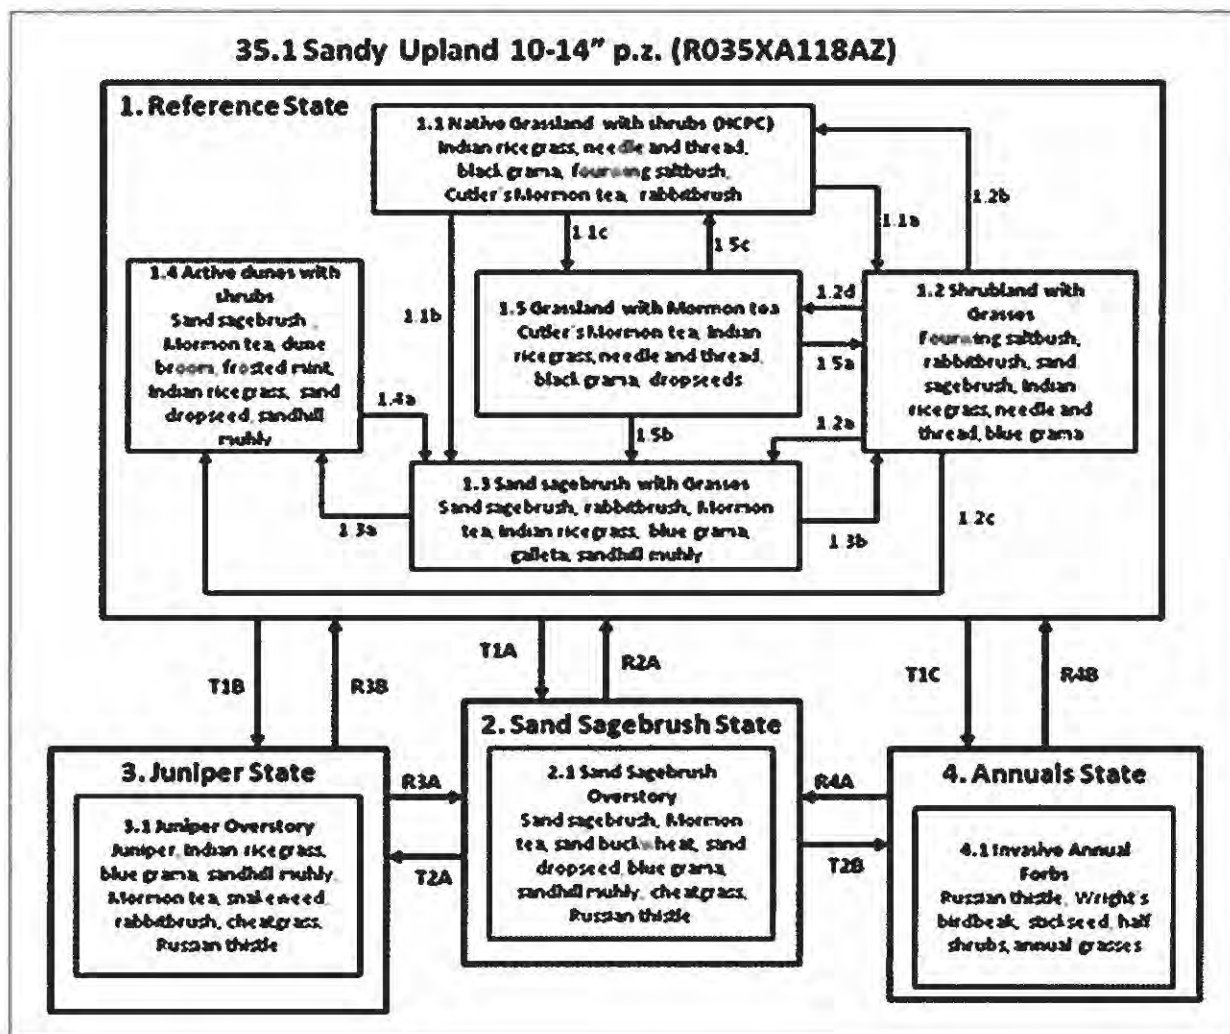 35.1 Sandy Upland 10-14” p.z. (R035XA118AZ)
1. Reference State
1.1 Native Grassland with shrubs (HCPC)
Indian ricegrass, needle and thread,
black grama, fourwing saltbush,
Cutler's Mormon tea, rabbitbrush
1.2b
1.1a
1.1c
1.5c
1.1b
1.4 Active dunes with
shrubs
Sand sagebrush,
Mormon tea, dune
broom, frosted mint,
Indian ricegrass, sand
dropseed, sandhill
muhly
1.5 Grassland with Mormon tea
Cutler's Mormon tea, Indian
ricegrass, needle and thread,
black grama, dropseeds
1.2d
1.5a
1.2 Shrubland with
Grasses
Fourwing saltbush,
rabbitbrush, sand
sagebrush, Indian
ricegrass, needle and
thread, blue grama
1.4a
1.5b
1.2a
1.3 Sand sagebrush with Grasses
Sand sagebrush, rabbitbrush, Mormon
tea, Indian ricegrass, blue grama,
galleta, sandhill muhly
1.3a
1.3b
1.2c
T1B
R3B
T1A
R2A
T1C
R4B
3. Juniper State
3.1 Juniper Overstory
Juniper, Indian ricegrass,
blue grama, sandhill muhly,
Mormon tea, snakeweed,
rabbitbrush, cheatgrass,
Russian thistle
R3A
T2A
2. Sand Sagebrush State
2.1 Sand Sagebrush
Overstory
Sand sagebrush, Mormon
tea, sand buckwheat, sand
dropseed, blue grama,
sandhill muhly, cheatgrass,
Russian thistle
R4A
T2B
4. Annuals State
4.1 Invasive Annual
Forbs
Russian thistle, Wright's
birdbeak, stickseed, half
shrubs, annual grasses